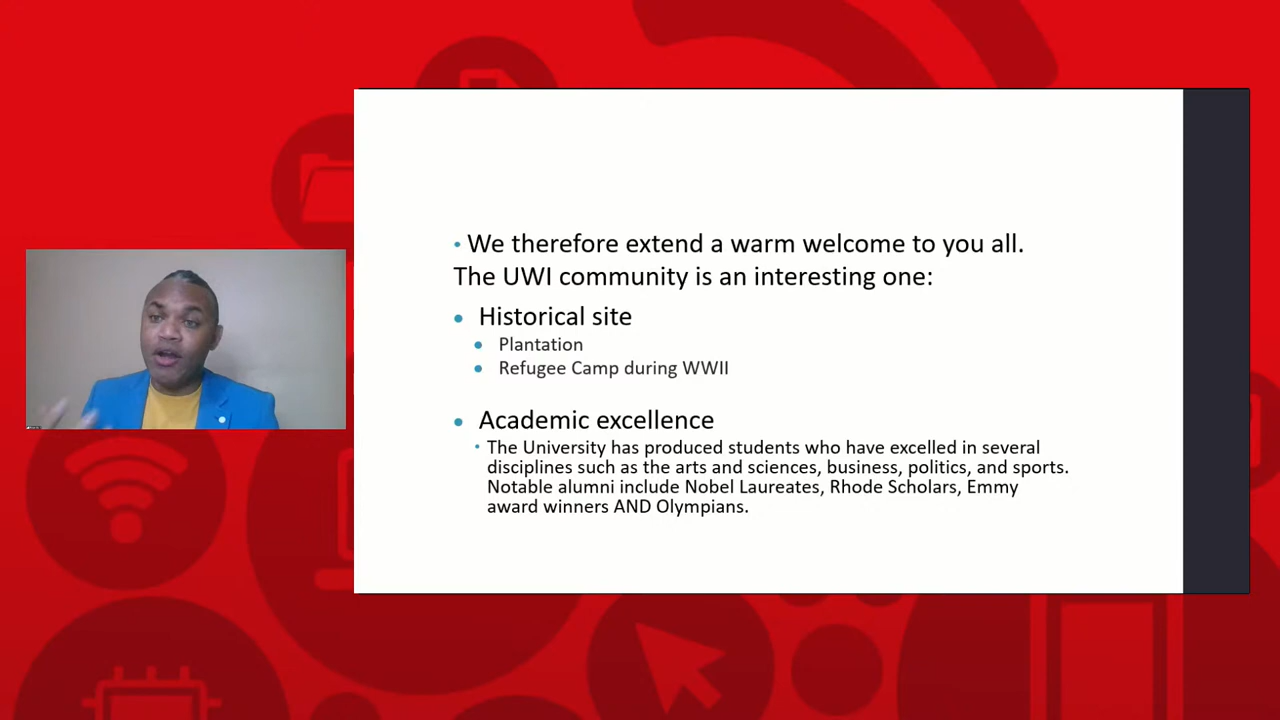 We therefore extend a warm welcome to you all.
The UWI community is an interesting one:
Historical site
Plantation
Refugee Camp during WWII
Academic excellence
The University has produced students who have excelled in several
disciplines such as the arts and sciences, business, politics, and sports.
Notable alumni include Nobel Laureates, Rhode Scholars, Emmy
award winners AND Olympians.